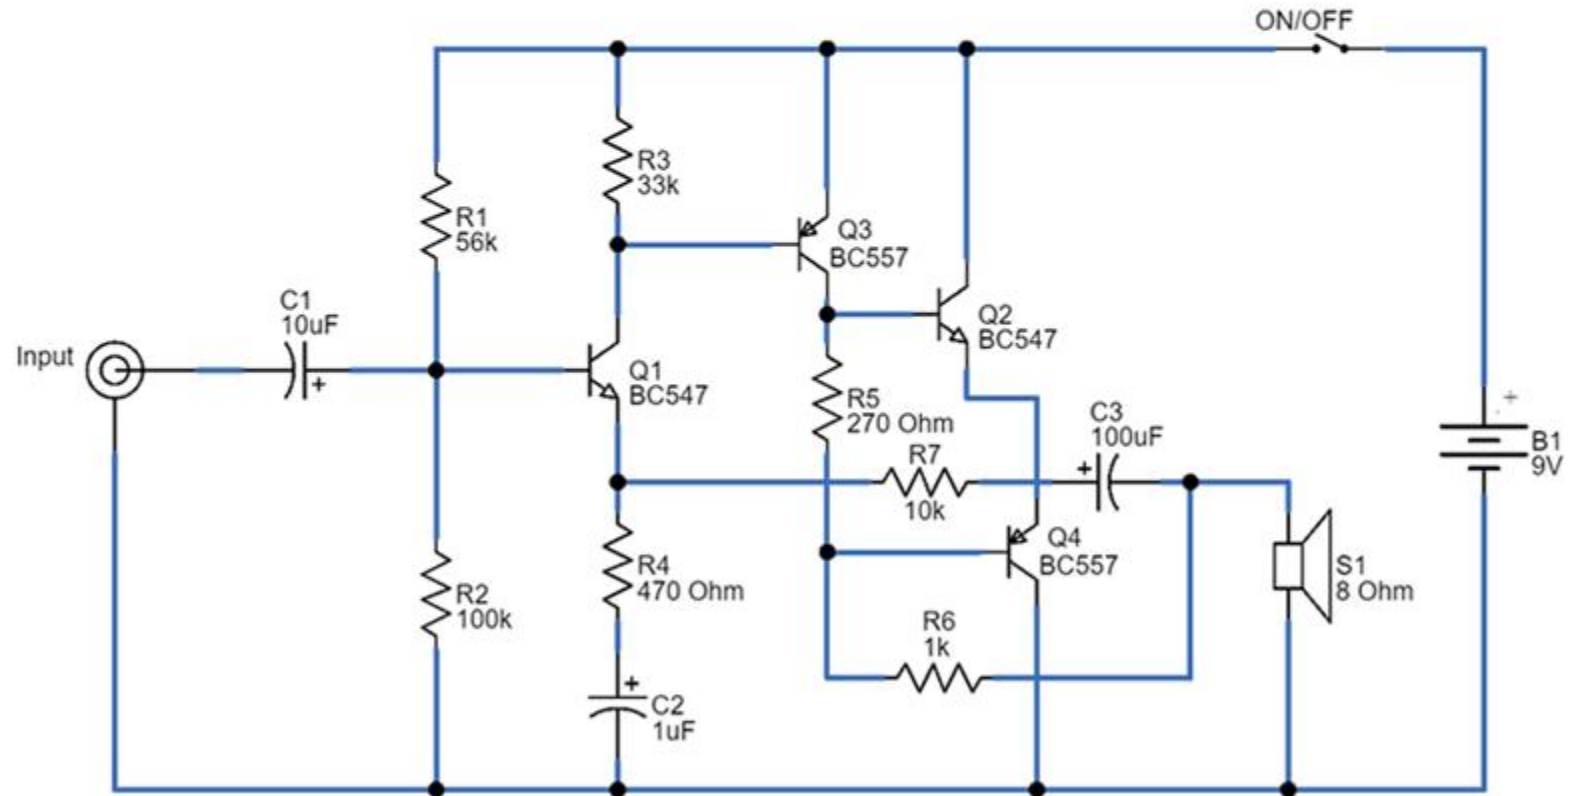 ON/OFF
R3
33k
R1
56k
Q3
BC557
C1
10uF
Q2
BC547
Input
+
Q1
BC547
R5
270 Ohm
C3
100uF
+
B1
9V
R7
+
10k
Q4
BC557
R4
470 Ohm
S1
8 Ohm
R2
100k
R6
1k
+
C2
1uF